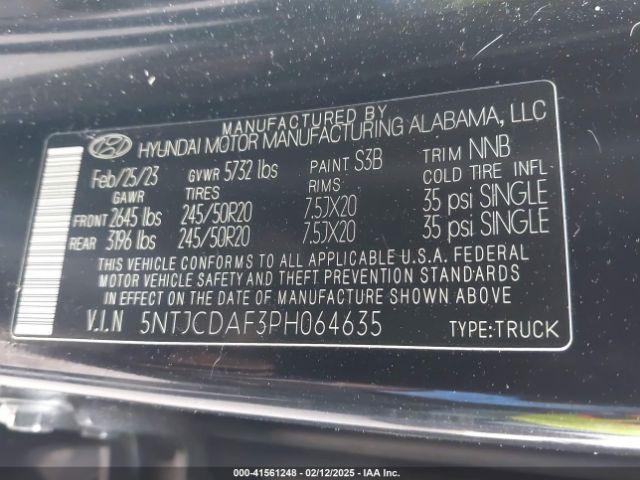 MANUFACTURED BY
HYUNDAI MOTOR MANUFACTURING ALABAMA, LLC
Feb/25/23 GVWR 5732 lbs PAINT S3B TRIM NNB
GAWR TIRES RIMS COLD TIRE INFL
FRONT 2645 lbs 245/50R20 7.5JX20 35 psi SINGLE
REAR 3196 lbs 245/50R20 7.5JX20 35 psi SINGLE
THIS VEHICLE CONFORMS TO ALL APPLICABLE U.S.A. FEDERAL
MOTOR VEHICLE SAFETY AND THEFT PREVENTION STANDARDS
IN EFFECT ON THE DATE OF MANUFACTURE SHOWN ABOVE
V.I.N 5NTJCDAF3PH064635 TYPE:TRUCK
00-41561248 - 02/12/2025 - IAA Inc.